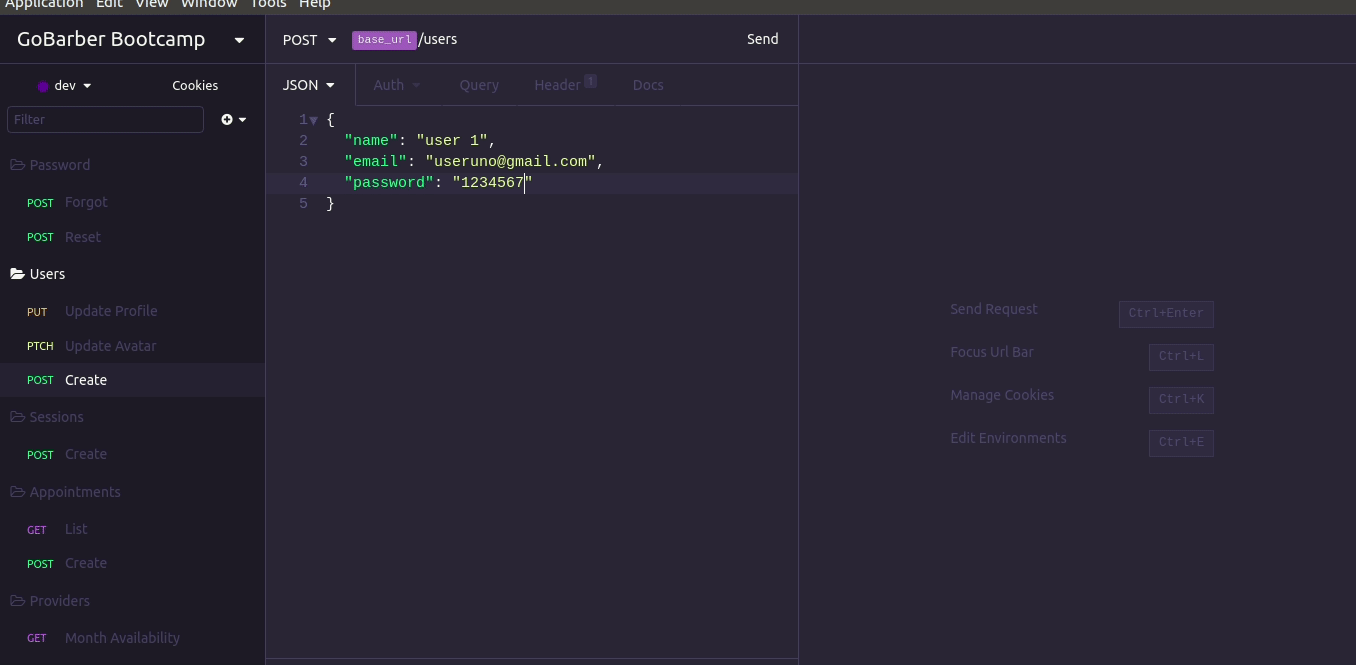 Application Edit View Window Tools Help
GoBarber Bootcamp
POST base_url /users Send
dev Cookies
JSON Auth Query Header 1 Docs
Filter
1 {
2 "name": "user 1",
3 "email": "useruno@gmail.com",
4 "password": "1234567"
5 }
Password
POST Forgot
POST Reset
Users
PUT Update Profile
PTCH Update Avatar
POST Create
Sessions
POST Create
Appointments
GET List
POST Create
Providers
GET Month Availability
Send Request Ctrl+Enter
Focus Url Bar Ctrl+L
Manage Cookies Ctrl+K
Edit Environments Ctrl+E